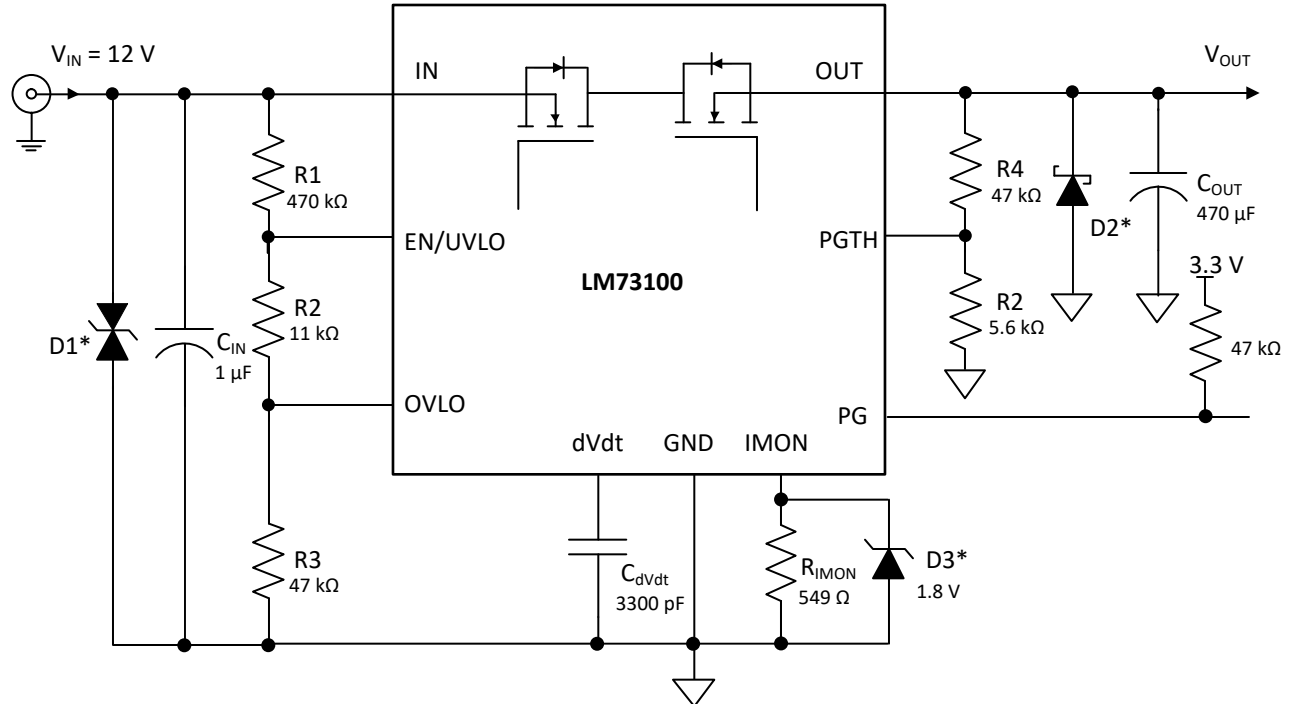 V_IN = 12 V
IN
OUT
V_OUT
R1
470 kΩ
R4
47 kΩ
C_OUT
470 µF
D2*
EN/UVLO
PGTH
LM73100
3.3 V
R2
11 kΩ
R2
5.6 kΩ
D1*
C_IN
1 µF
47 kΩ
OVLO
PG
dVdt
GND
IMON
R3
47 kΩ
C_dVdt
3300 pF
R_IMON
549 Ω
D3*
1.8 V